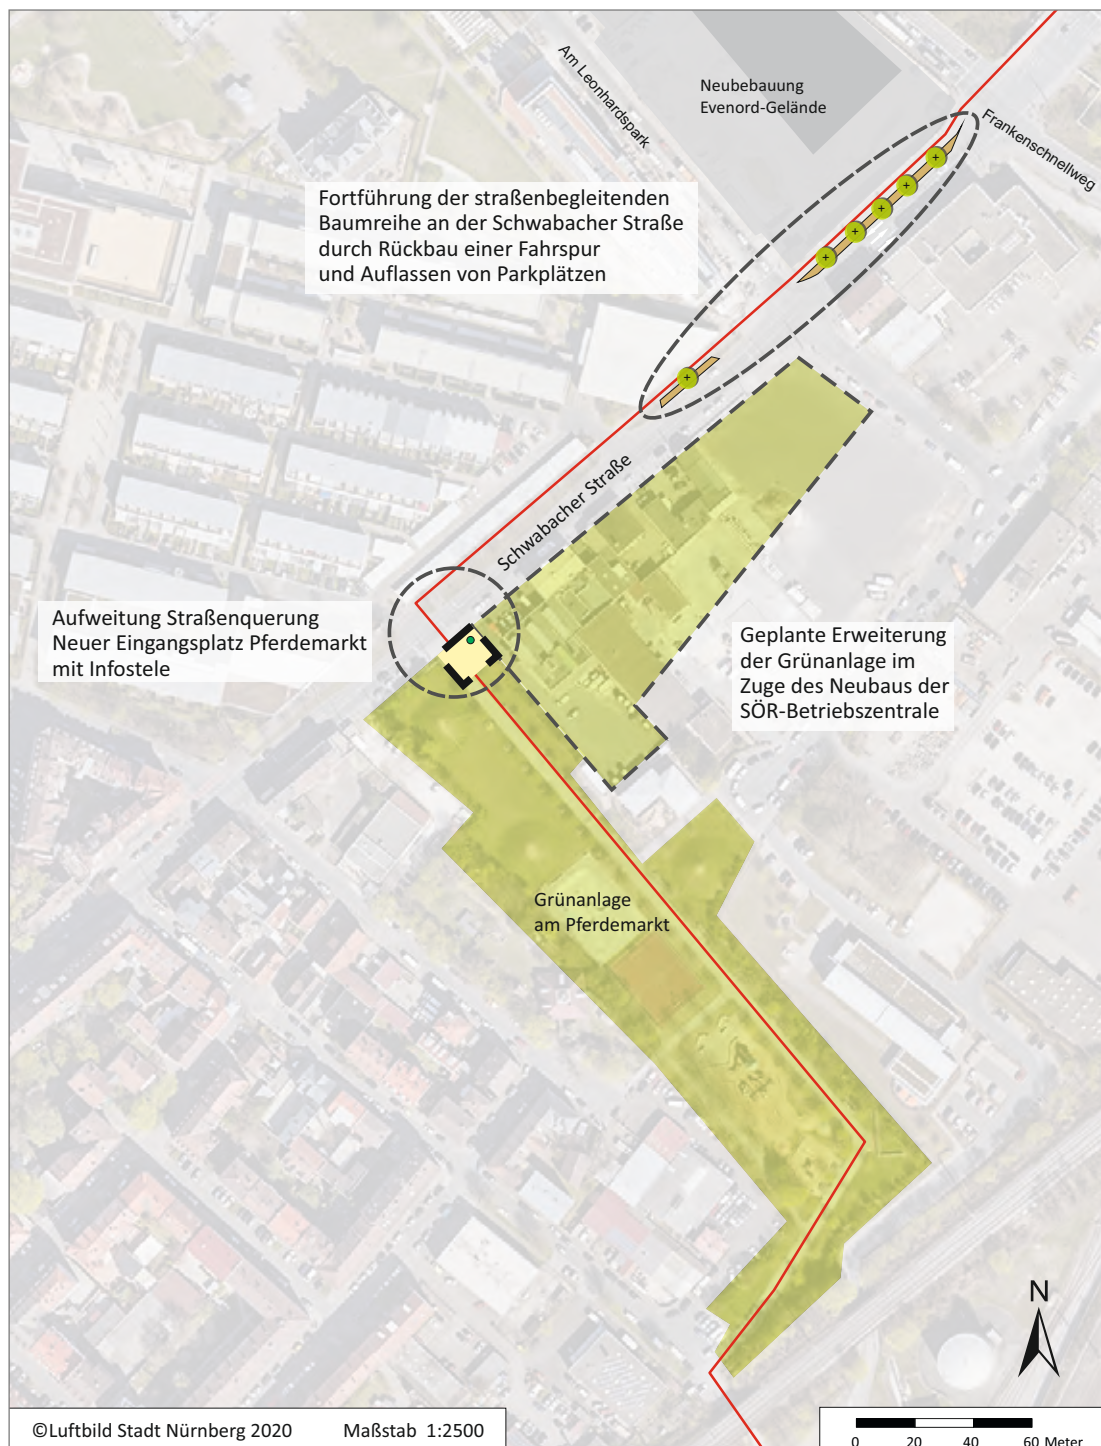 Am Leonhardspark
Neubebauung
Evenord-Gelände
Frankenschnellweg
Fortführung der straßenbegleitenden
Baumreihe an der Schwabacher Straße
durch Rückbau einer Fahrspur
und Auflassen von Parkplätzen
Schwabacher Straße
Aufweitung Straßenquerung
Neuer Eingangsplatz Pferdemarkt
mit Infostele
Geplante Erweiterung
der Grünanlage im
Zuge des Neubaus der
SÖR-Betriebszentrale
Grünanlage
am Pferdemarkt
N
©Luftbild Stadt Nürnberg 2020 Maßstab 1:2500
0 20 40 60 Meter